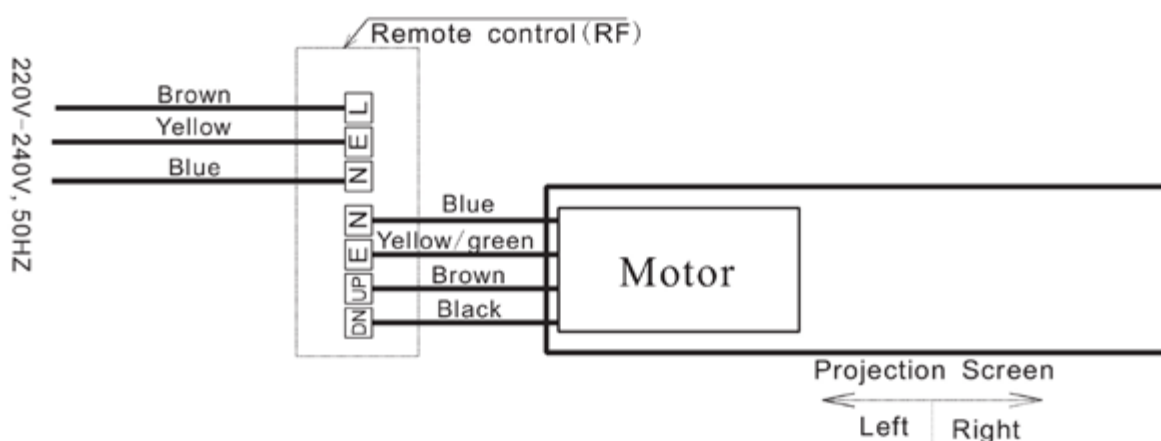 Remote control(RF)
220V-240V, 50HZ
Brown
L
Yellow
E
Blue
N
Blue
N
Yellow/green
E
Brown
UP
Black
DN
Motor
Projection Screen
Left
Right